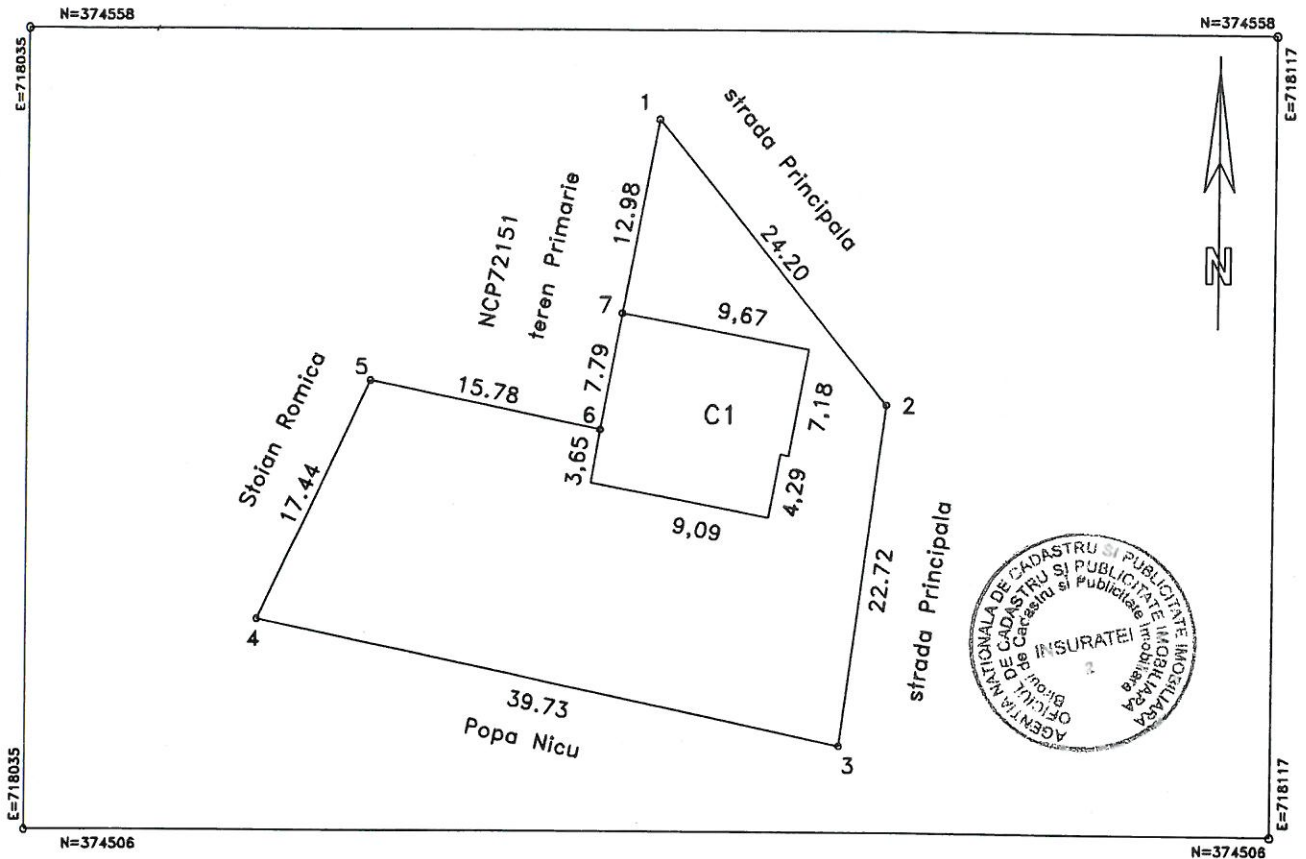 N=374558
N=374558
E=718035
E=718117
1
strada Principala
12.98
24.20
NCP72151
teren Primarie
7
9,67
N
5
15.78
7.79
C1
7,18
2
Stoian Romica
6
3,65
17.44
4,29
9,09
22.72
strada Principala
4
39.73
Popa Nicu
3
AGENTIA NATIONALA DE CADASTRU SI PUBLICITATE IMOBILIARA
OFICIUL DE CADASTRU SI PUBLICITATE IMOBILIARA
Biroul de Cadastru si Publicitate Imobiliara
INSURATEI
2
E=718035
E=718117
N=374506
N=374506